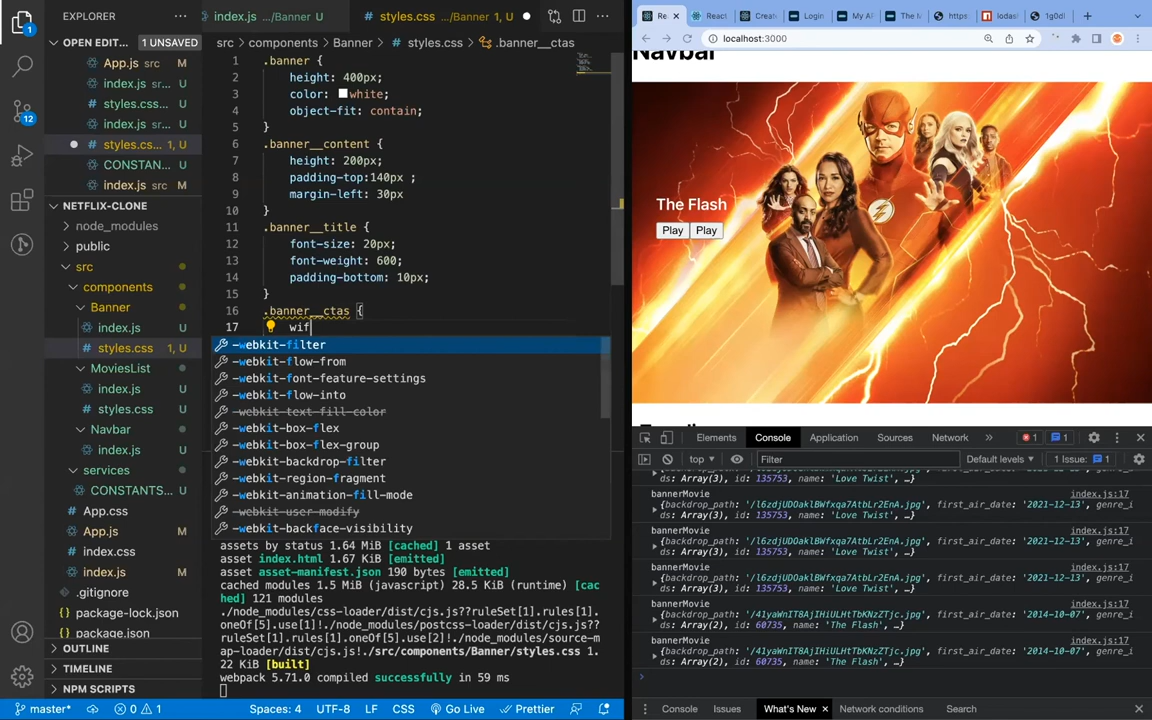 EXPLORER
OPEN EDIT...
1 UNSAVED
App.js src M
index.js sr... U
styles.css... U
index.js sr... U
styles.cs... 1, U
CONSTAN... U
index.js src M
NETFLIX-CLONE
node_modules
public
src
components
Banner
index.js U
styles.css 1, U
MoviesList
index.js U
styles.css U
Navbar
index.js U
services
CONSTANTS... U
App.css
App.js M
index.css
index.js M
.gitignore
package-lock.json
package.json
OUTLINE
TIMELINE
NPM SCRIPTS
index.js .../Banner U
styles.css .../Banner 1, U
src > components > Banner > styles.css > .banner__ctas
1 .banner {
2 height: 400px;
3 color: white;
4 object-fit: contain;
5 }
6 .banner__content {
7 height: 200px;
8 padding-top:140px ;
9 margin-left: 30px
10 }
11 .banner__title {
12 font-size: 20px;
13 font-weight: 600;
14 padding-bottom: 10px;
15 }
16 .banner__ctas {
17 wif
-webkit-filter
-webkit-flow-from
-webkit-font-feature-settings
-webkit-flow-into
-webkit-text-fill-color
-webkit-box-flex
-webkit-box-flex-group
-webkit-backdrop-filter
-webkit-region-fragment
-webkit-animation-fill-mode
-webkit-user-modify
-webkit-backface-visibility
assets by status 1.64 MiB [cached] 1 asset
asset index.html 1.67 KiB [emitted]
asset asset-manifest.json 190 bytes [emitted]
cached modules 1.5 MiB (javascript) 28.5 KiB (runtime) [cac
hed] 121 modules
./node_modules/css-loader/dist/cjs.js??ruleSet[1].rules[1].
oneOf[5].use[1]!./node_modules/postcss-loader/dist/cjs.js??
ruleSet[1].rules[1].oneOf[5].use[2]!./node_modules/source-m
ap-loader/dist/cjs.js!./src/components/Banner/styles.css 1.
22 KiB [built]
webpack 5.71.0 compiled successfully in 59 ms
master* 0 1 Spaces: 4 UTF-8 LF CSS Go Live Prettier
1
12
Re React Create Login My AP The M https: lodas 1g0di
localhost:3000
Navbar
The Flash
Play Play
Elements Console Application Sources Network 1 1
top Filter Default levels 1 Issue: 1
ds: Array(3), id: 135753, name: 'Love Twist', …}
bannerMovie index.js:17
{backdrop_path: '/l6zdjUDOaklBWfxqa7AtbLr2EnA.jpg', first_air_date: '2021-12-13', genre_i
ds: Array(3), id: 135753, name: 'Love Twist', …}
bannerMovie index.js:17
{backdrop_path: '/l6zdjUDOaklBWfxqa7AtbLr2EnA.jpg', first_air_date: '2021-12-13', genre_i
ds: Array(3), id: 135753, name: 'Love Twist', …}
bannerMovie index.js:17
{backdrop_path: '/l6zdjUDOaklBWfxqa7AtbLr2EnA.jpg', first_air_date: '2021-12-13', genre_i
ds: Array(3), id: 135753, name: 'Love Twist', …}
bannerMovie index.js:17
{backdrop_path: '/41yaWnIT8AjIHiULHtTbKNzZTjc.jpg', first_air_date: '2014-10-07', genre_i
ds: Array(2), id: 60735, name: 'The Flash', …}
bannerMovie index.js:17
{backdrop_path: '/41yaWnIT8AjIHiULHtTbKNzZTjc.jpg', first_air_date: '2014-10-07', genre_i
ds: Array(2), id: 60735, name: 'The Flash', …}
Console Issues What's New Network conditions Search